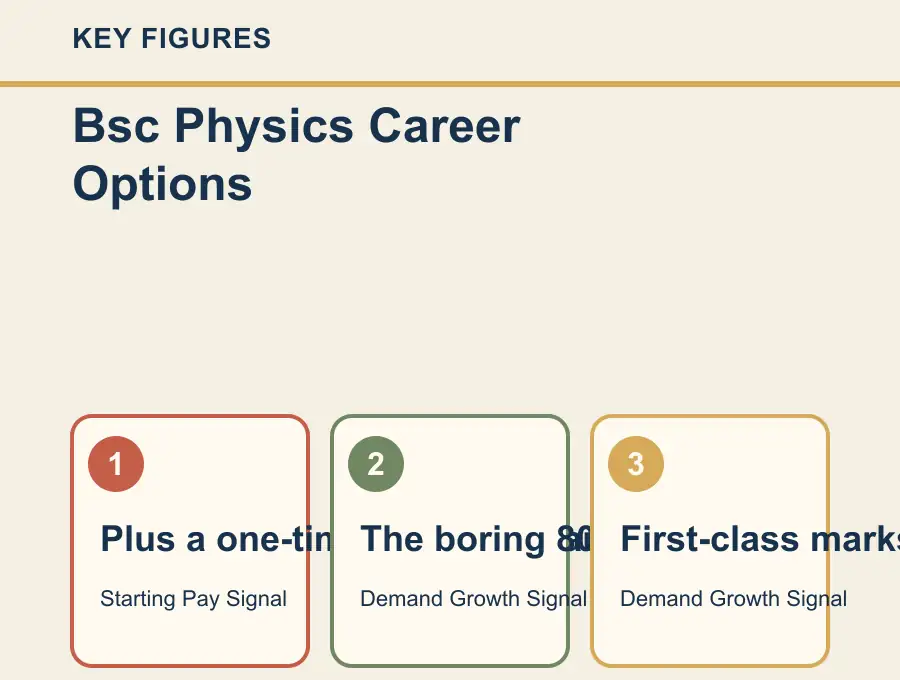 KEY FIGURES
Bsc Physics Career
Options
1
2
3
Plus a
The boring
First-class marks
Starting Pay Signal
Demand Growth Signal
Demand Growth Signal